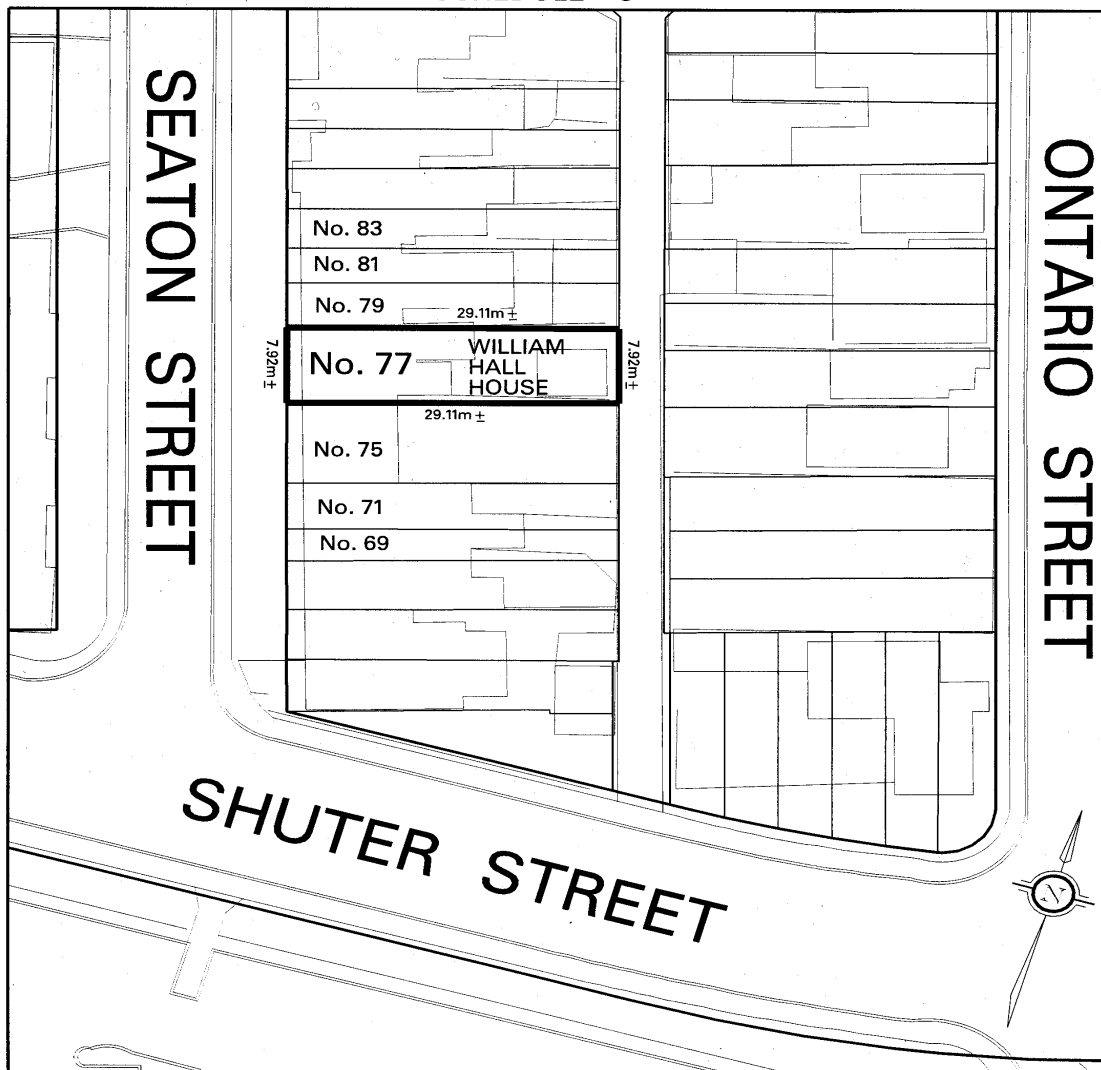 SEATON STREET
ONTARIO STREET
No. 83
No. 81
No. 79
29.11m ±
7.92m ±
No. 77
WILLIAM
HALL
HOUSE
7.92m ±
29.11m ±
No. 75
No. 71
No. 69
SHUTER STREET
N